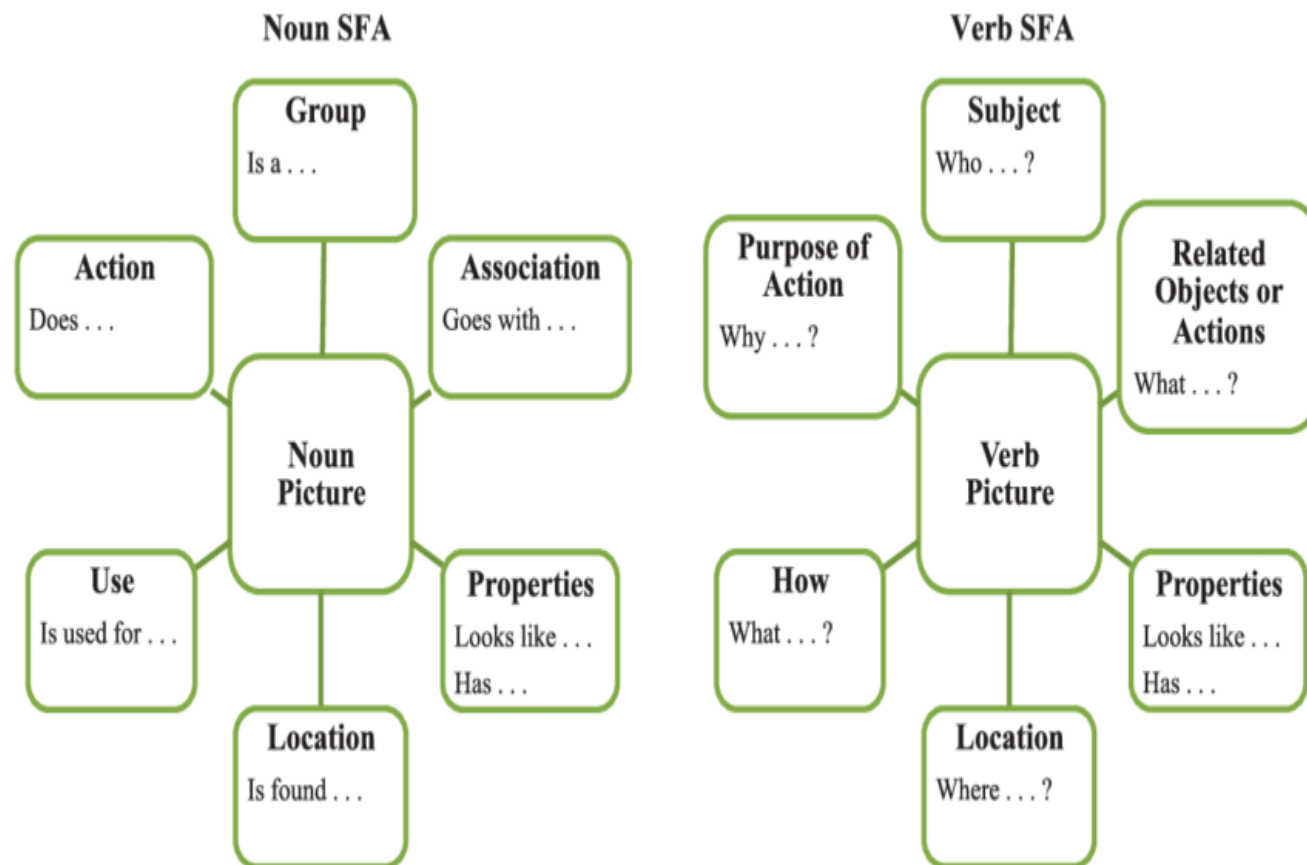 Noun SFA
Group
Is a . . .
Action
Does . . .
Association
Goes with . . .
Noun
Picture
Use
Is used for . . .
Properties
Looks like . . .
Has . . .
Location
Is found . . .
Verb SFA
Subject
Who . . . ?
Purpose of
Action
Why . . . ?
Related
Objects or
Actions
What . . . ?
Verb
Picture
How
What . . . ?
Properties
Looks like . . .
Has . . .
Location
Where . . . ?